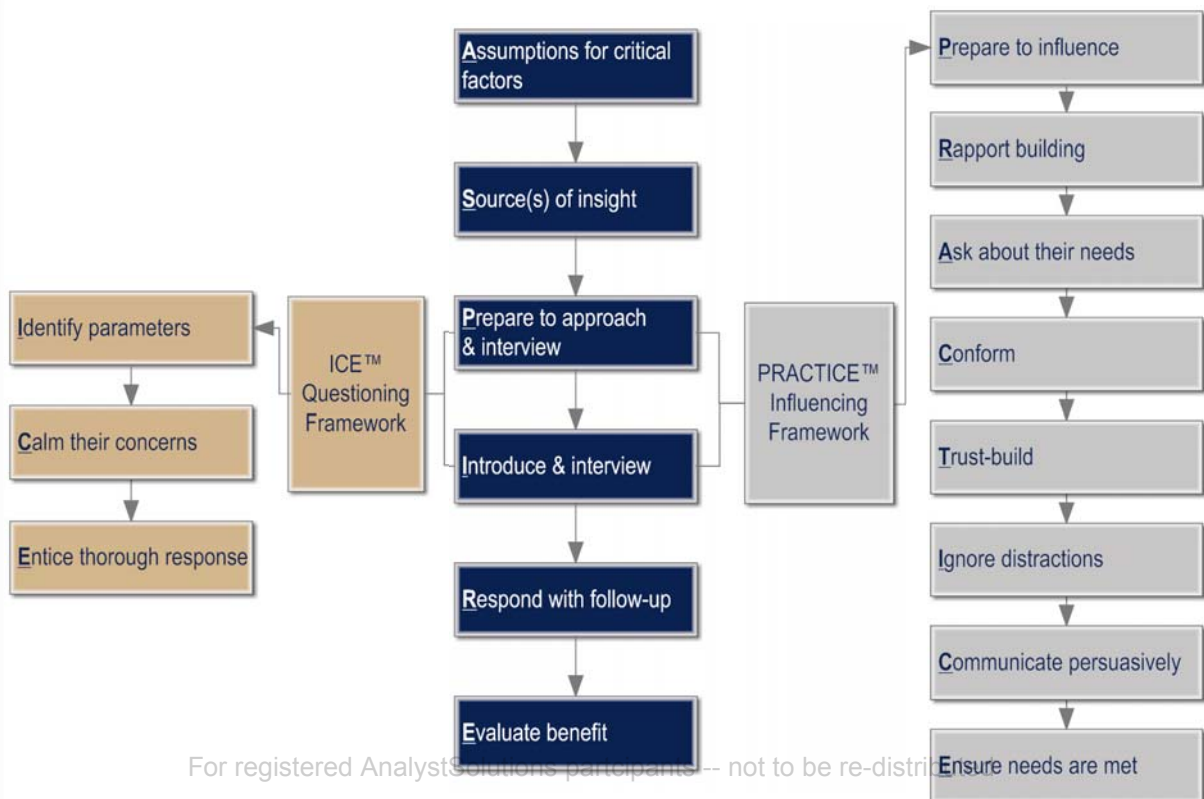 Assumptions for critical
factors
Source(s) of insight
Prepare to approach
& interview
Introduce & interview
Respond with follow-up
Evaluate benefit
ICE™
Questioning
Framework
Identify parameters
Calm their concerns
Entice thorough response
PRACTICE™
Influencing
Framework
Prepare to influence
Rapport building
Ask about their needs
Conform
Trust-build
Ignore distractions
Communicate persuasively
Ensure needs are met
For registered AnalystSolutions participants -- not to be re-distributed